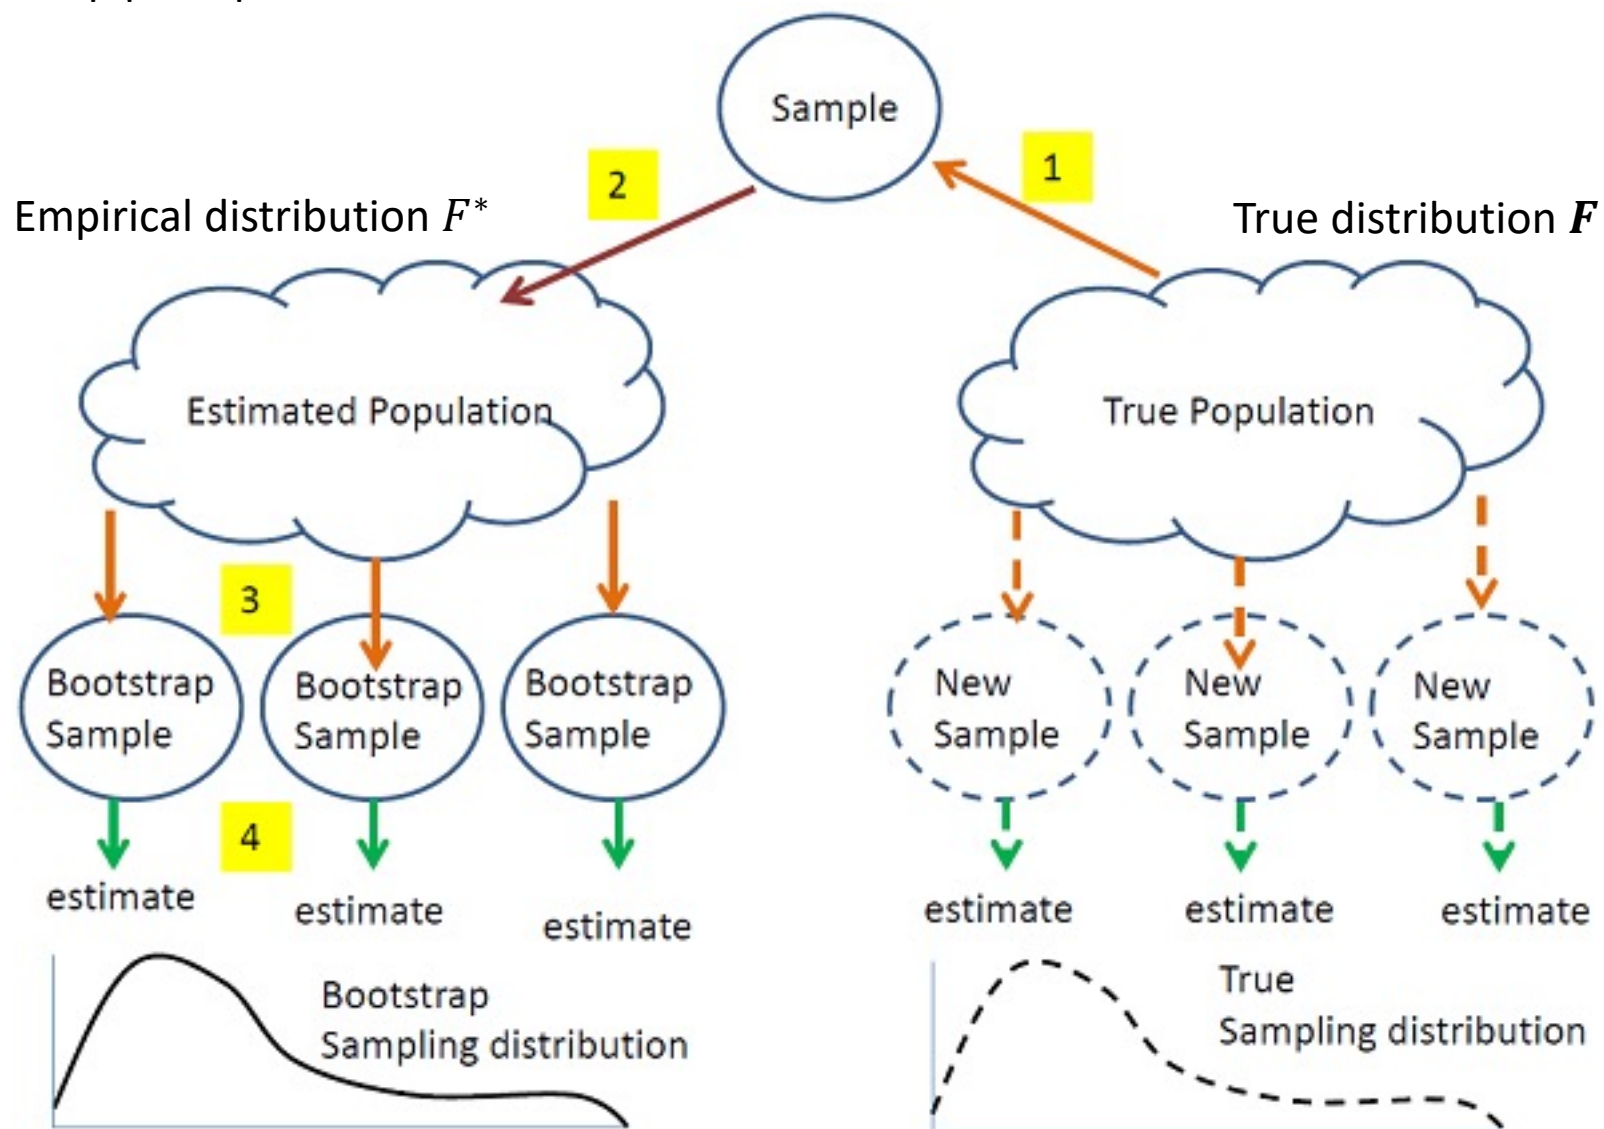 Sample
1
2
Empirical distribution F*
True distribution F
Estimated Population
True Population
3
Bootstrap
Sample
Bootstrap
Sample
Bootstrap
Sample
New
Sample
New
Sample
New
Sample
4
estimate
estimate
estimate
estimate
estimate
estimate
Bootstrap
Sampling distribution
True
Sampling distribution